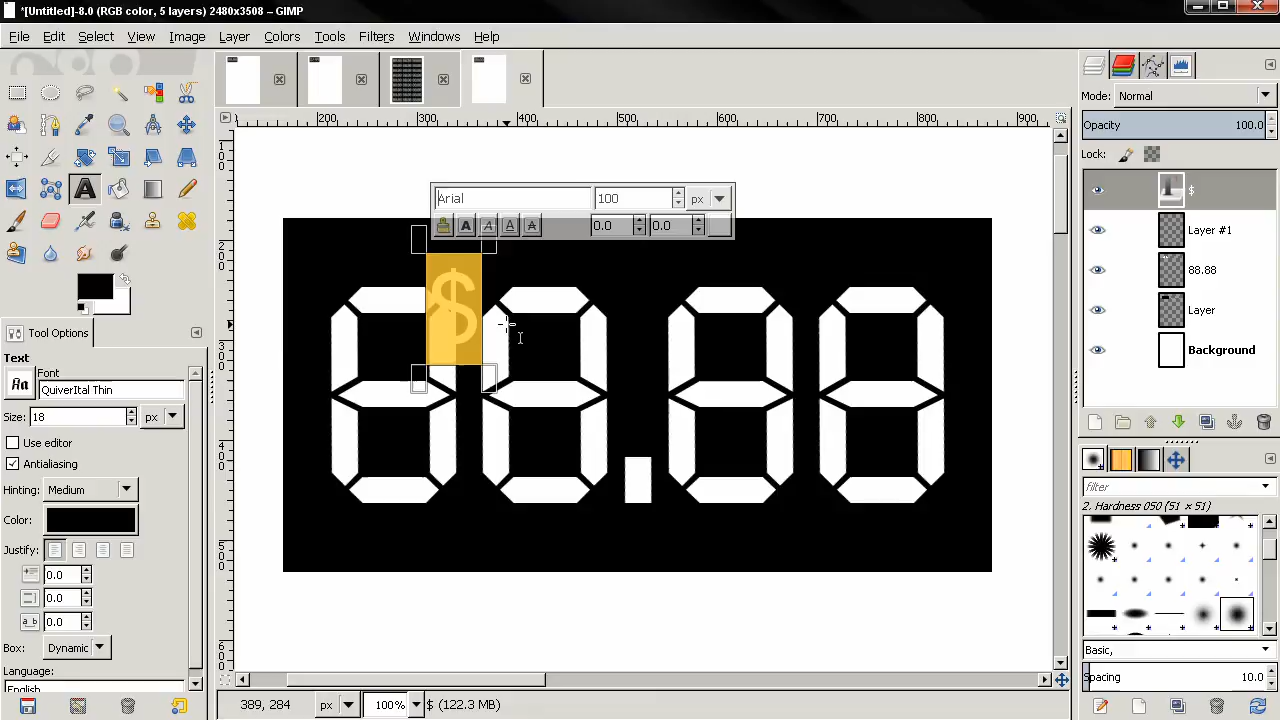 *[Untitled]-8.0 (RGB color, 5 layers) 2480x3508 – GIMP
File Edit Select View Image Layer Colors Tools Filters Windows Help
Mode: Normal
Opacity 100.0
Lock:
200 300 400 500 600 700 800 900
Arial 100 px
0.0 0.0
$
Layer #1
88.88
Layer
Background
$
88.88
Tool Options
Text
Font
Aa QuiverItal Thin
Size: 18 px
Use editor
Antialiasing
Hinting: Medium
Color:
Justify:
0.0
0.0
0.0
Box: Dynamic
Language:
English
filter
2. Hardness 050 (51 × 51)
Basic,
Spacing 10.0
389, 284 px 100% $ (122.3 MB)